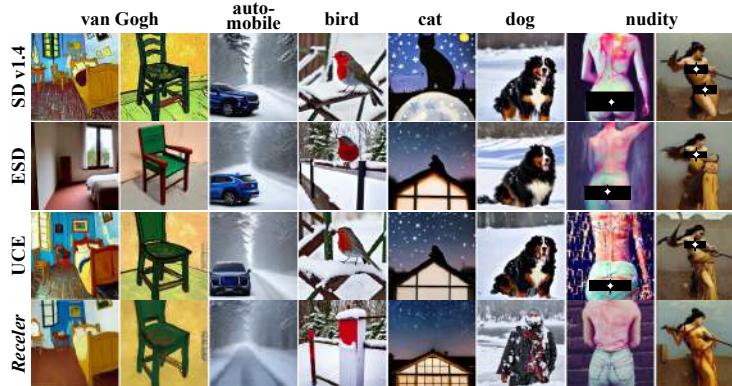 van Gogh auto-
mobile bird cat dog nudity
SD v1.4
ESD
UCE
Receler